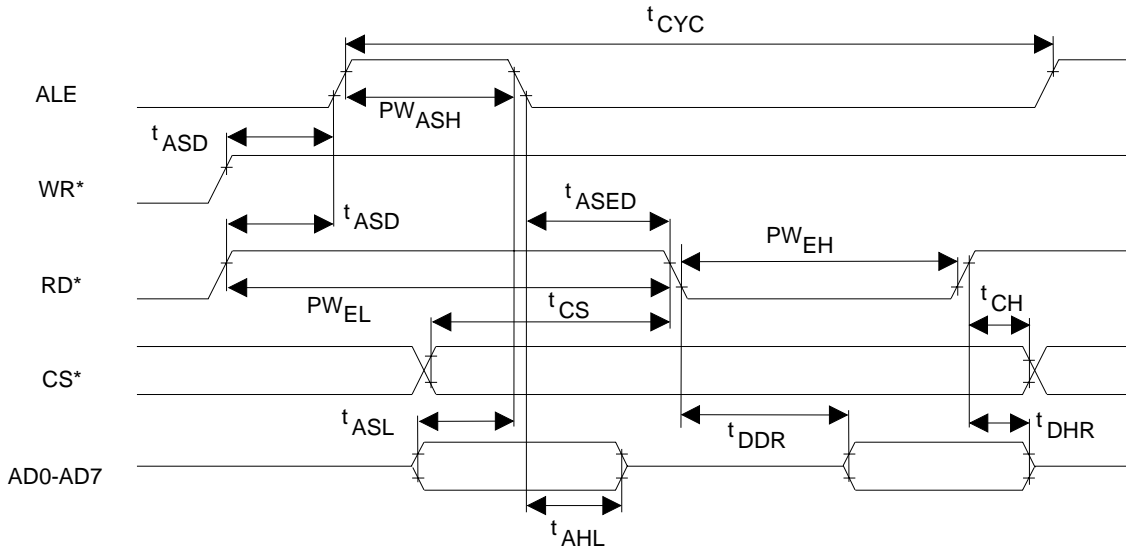 tCYC
ALE
PWASH
tASD
WR*
tASED
tASD
PWEH
RD*
PWEL
tCS
tCH
CS*
tASL
tDDR
tDHR
AD0-AD7
tAHL